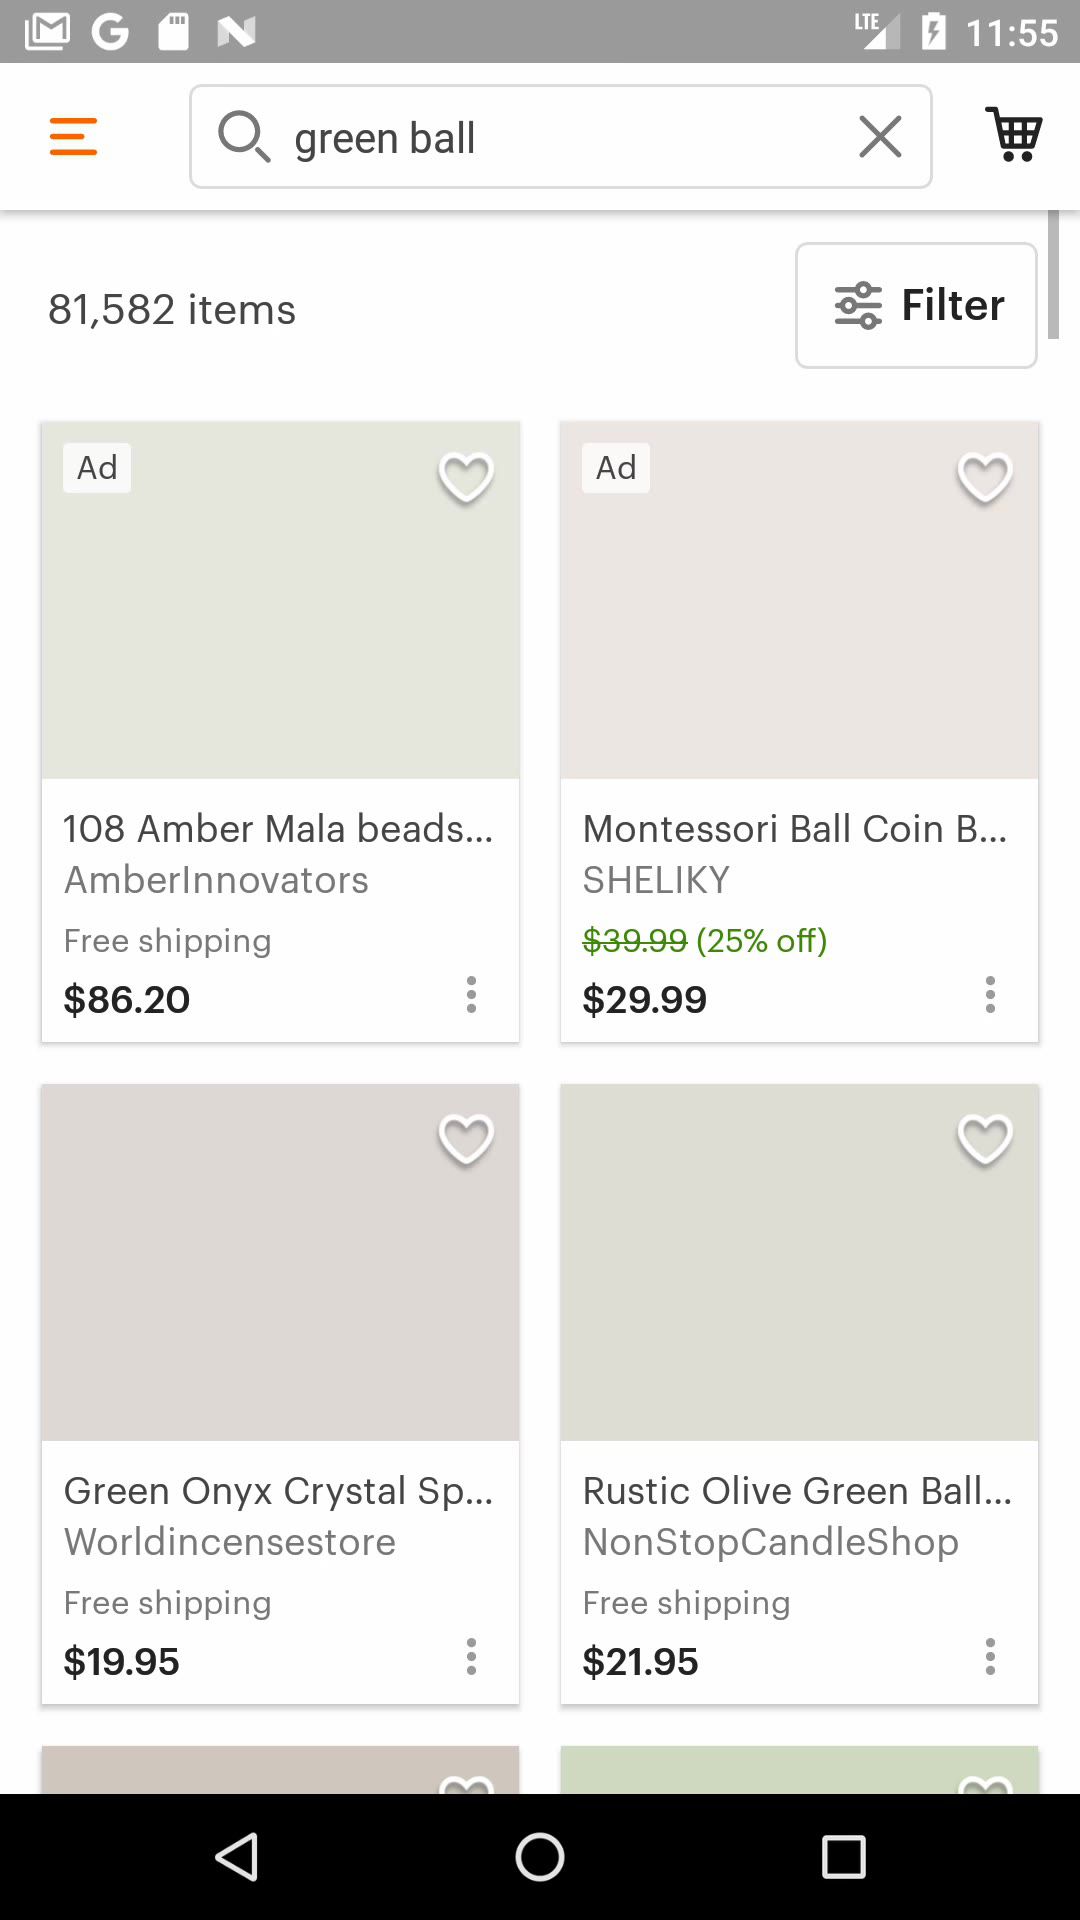 LTE 11:55
green ball
81,582 items
Filter
Ad
Ad
108 Amber Mala beads...
AmberInnovators
Free shipping
$86.20
Montessori Ball Coin B...
SHELIKY
$39.99 (25% off)
$29.99
Green Onyx Crystal Sp...
Worldincensestore
Free shipping
$19.95
Rustic Olive Green Ball...
NonStopCandleShop
Free shipping
$21.95